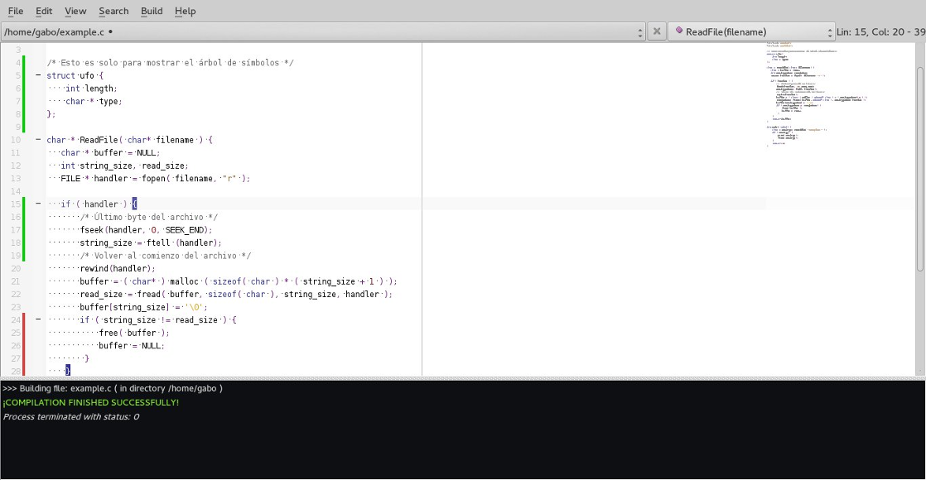 File Edit View Search Build Help
/home/gabo/example.c • ReadFile(filename) Lin: 15, Col: 20 - 39
3
4 /* Esto es solo para mostrar el árbol de símbolos */
5 struct ufo {
6 int length;
7 char * type;
8 };
9
10 char * ReadFile( char* filename ) {
11 char * buffer = NULL;
12 int string_size, read_size;
13 FILE * handler = fopen( filename, "r" );
14
15 if ( handler ) {
16 /* Último byte del archivo */
17 fseek(handler, 0, SEEK_END);
18 string_size = ftell (handler);
19 /* Volver al comienzo del archivo */
20 rewind(handler);
21 buffer = ( char* ) malloc ( sizeof( char ) * ( string_size + 1 ) );
22 read_size = fread( buffer, sizeof( char ), string_size, handler );
23 buffer[string_size] = '\0';
24 if ( string_size != read_size ) {
25 free( buffer );
26 buffer = NULL;
27 }
28 }
>>> Building file: example.c ( in directory /home/gabo )
¡COMPILATION FINISHED SUCCESSFULLY!
Process terminated with status: 0